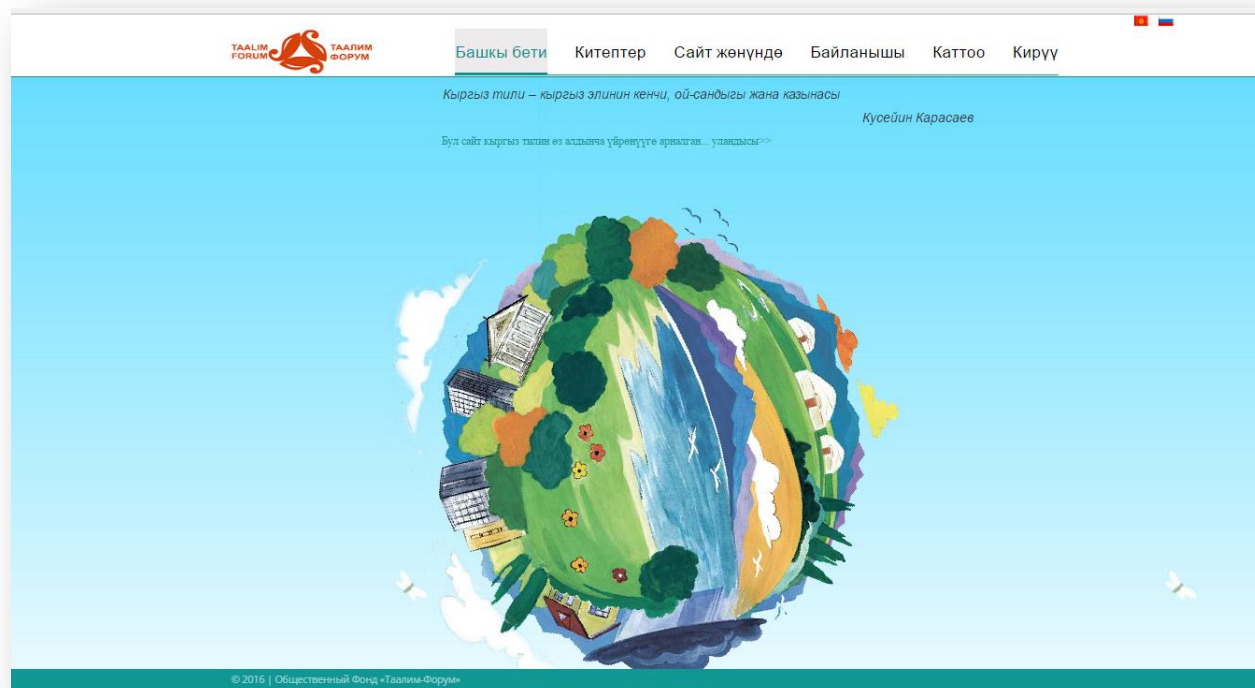 TAALIM FORUM
ТААЛИМ ФОРУМ
Башкы бети Китептер Сайт жөнүндө Байланышы Каттоо Кирүү
Кыргыз тили – кыргыз элинин кенчи, ой-сандыгы жана казынасы
Кусейин Карасаев
Бул сайт кыргыз тилин өз алдынча үйрөнүүгө арналган... уландысы>>
© 2016 | Общественный Фонд «Таалим-Форум»